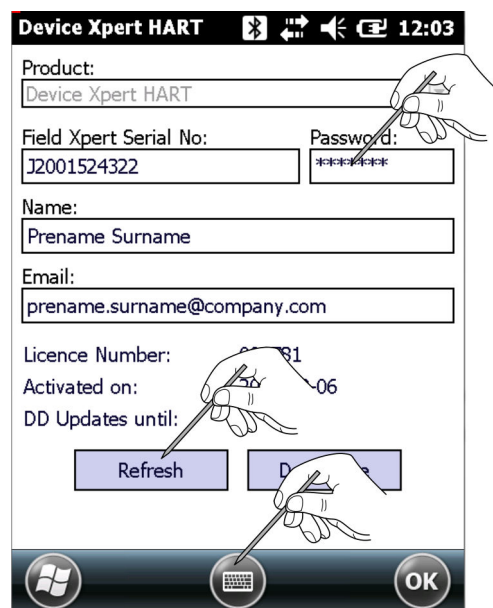 Device Xpert HART 12:03
Product:
Device Xpert HART
Field Xpert Serial No: Password:
J2001524322 *******
Name:
Prename Surname
Email:
prename.surname@company.com
Licence Number:
Activated on:
DD Updates until:
Refresh
OK